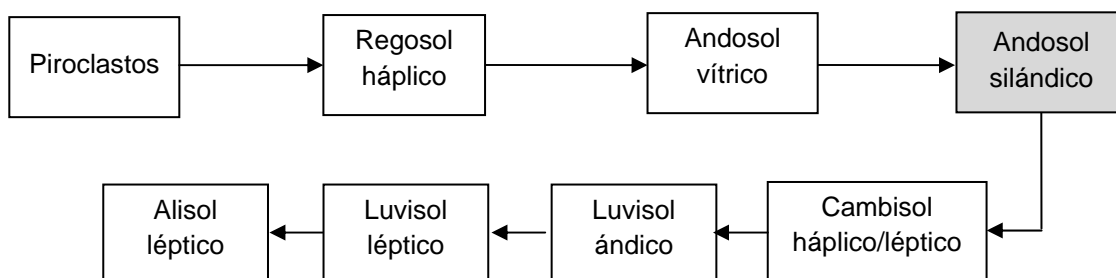 Piroclastos
Regosol
háplico
Andosol
vítrico
Andosol
silándico
Cambisol
háplico/léptico
Luvisol
ándico
Luvisol
léptico
Alisol
léptico